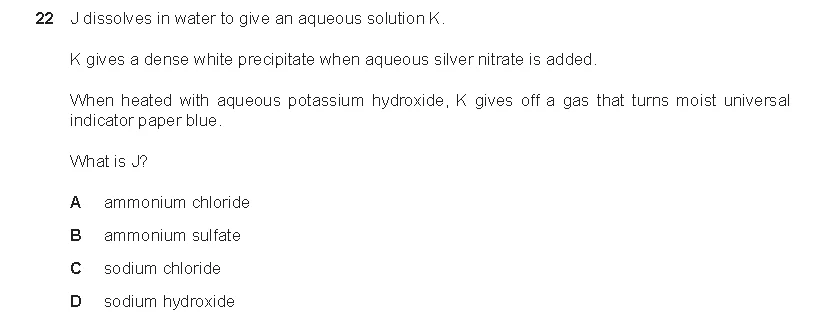 22 J dissolves in water to give an aqueous solution K.
K gives a dense white precipitate when aqueous silver nitrate is added.
When heated with aqueous potassium hydroxide, K gives off a gas that turns moist universal
indicator paper blue.
What is J?
A ammonium chloride
B ammonium sulfate
C sodium chloride
D sodium hydroxide